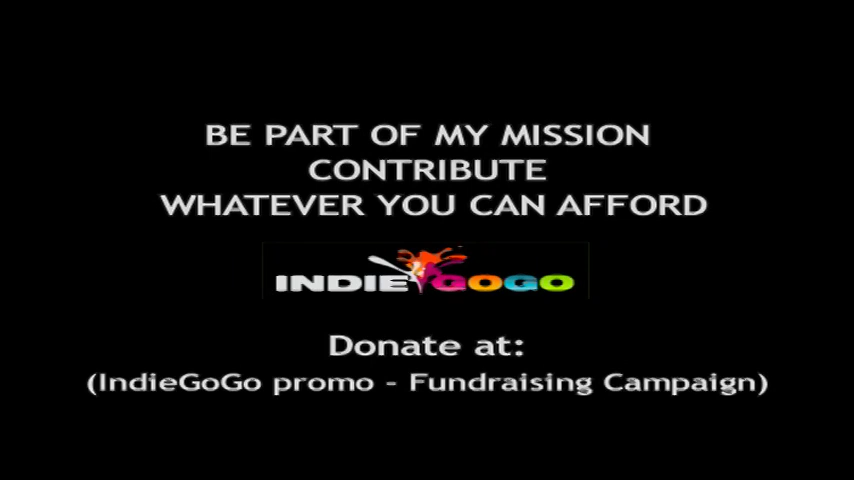 BE PART OF MY MISSION
CONTRIBUTE
WHATEVER YOU CAN AFFORD
INDIEGOGO
Donate at:
(IndieGoGo promo - Fundraising Campaign)